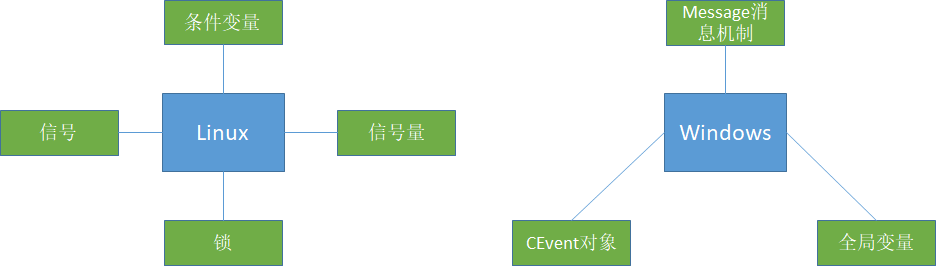 条件变量
信号
Linux
信号量
锁
Message消
息机制
Windows
CEvent对象
全局变量